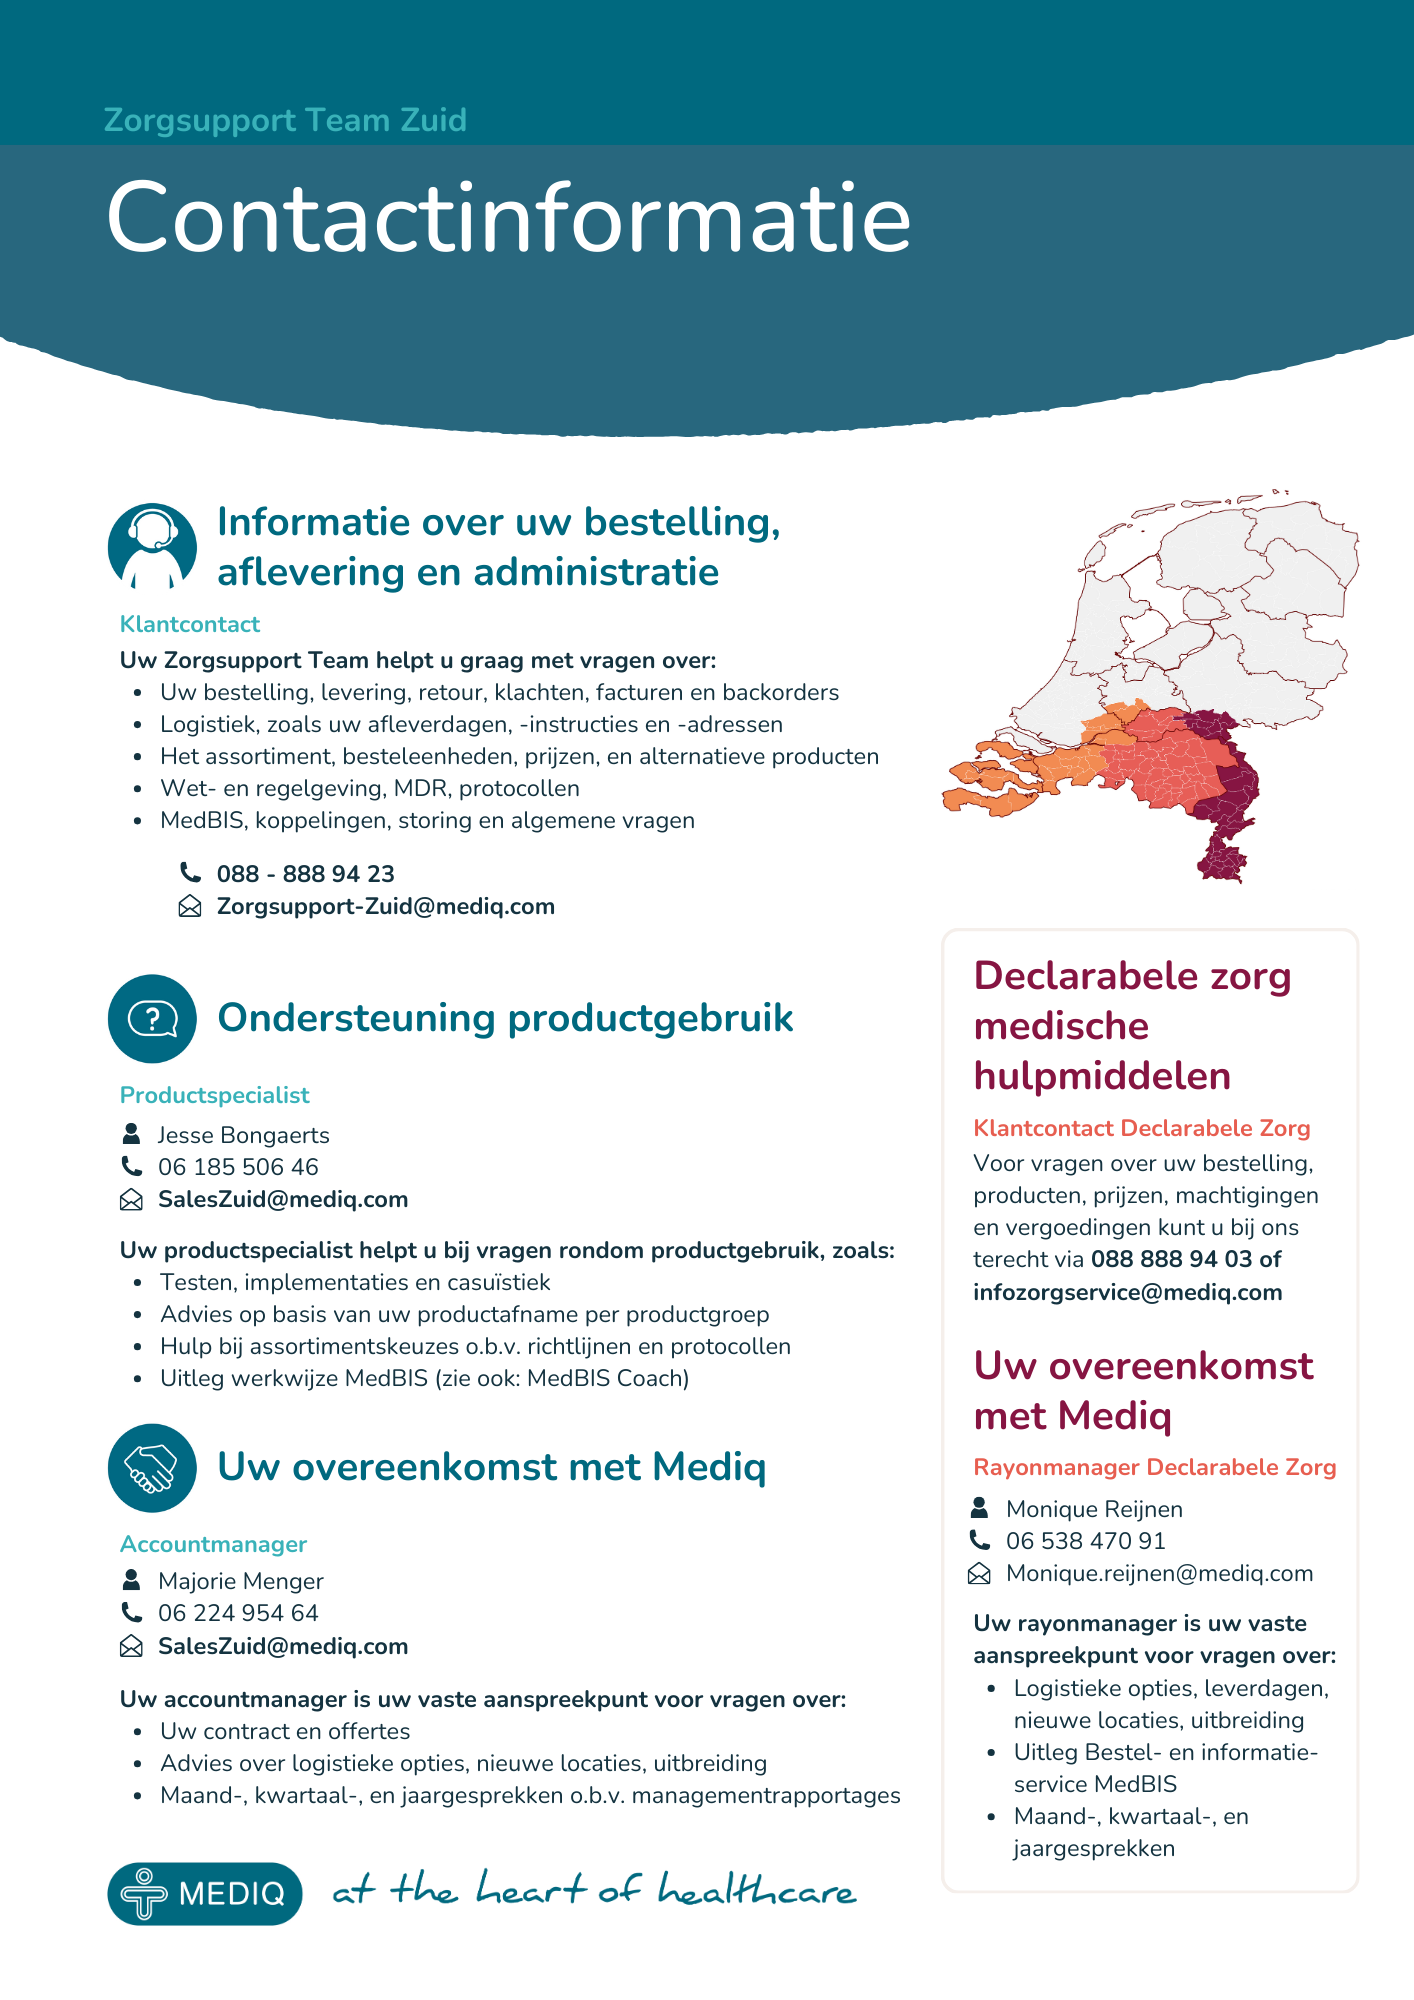 Zorgsupport Team Zuid
Contactinformatie
Informatie over uw bestelling,
aflevering en administratie
Klantcontact
Uw Zorgsupport Team helpt u graag met vragen over:
• Uw bestelling, levering, retour, klachten, facturen en backorders
• Logistiek, zoals uw afleverdagen, -instructies en -adressen
• Het assortiment, besteleenheden, prijzen, en alternatieve producten
• Wet- en regelgeving, MDR, protocollen
• MedBIS, koppelingen, storing en algemene vragen
088 - 888 94 23
Zorgsupport-Zuid@mediq.com
Ondersteuning productgebruik
Productspecialist
Jesse Bongaerts
06 185 506 46
SalesZuid@mediq.com
Uw productspecialist helpt u bij vragen rondom productgebruik, zoals:
• Testen, implementaties en casuïstiek
• Advies op basis van uw productafname per productgroep
• Hulp bij assortimentskeuzes o.b.v. richtlijnen en protocollen
• Uitleg werkwijze MedBIS (zie ook: MedBIS Coach)
Uw overeenkomst met Mediq
Accountmanager
Majorie Menger
06 224 954 64
SalesZuid@mediq.com
Uw accountmanager is uw vaste aanspreekpunt voor vragen over:
• Uw contract en offertes
• Advies over logistieke opties, nieuwe locaties, uitbreiding
• Maand-, kwartaal-, en jaargesprekken o.b.v. managementrapportages
Declarabele zorg
medische
hulpmiddelen
Klantcontact Declarabele Zorg
Voor vragen over uw bestelling,
producten, prijzen, machtigingen
en vergoedingen kunt u bij ons
terecht via 088 888 94 03 of
infozorgservice@mediq.com
Uw overeenkomst
met Mediq
Rayonmanager Declarabele Zorg
Monique Reijnen
06 538 470 91
Monique.reijnen@mediq.com
Uw rayonmanager is uw vaste
aanspreekpunt voor vragen over:
• Logistieke opties, leverdagen,
nieuwe locaties, uitbreiding
• Uitleg Bestel- en informatie-
service MedBIS
• Maand-, kwartaal-, en
jaargesprekken
MEDIQ at the heart of healthcare